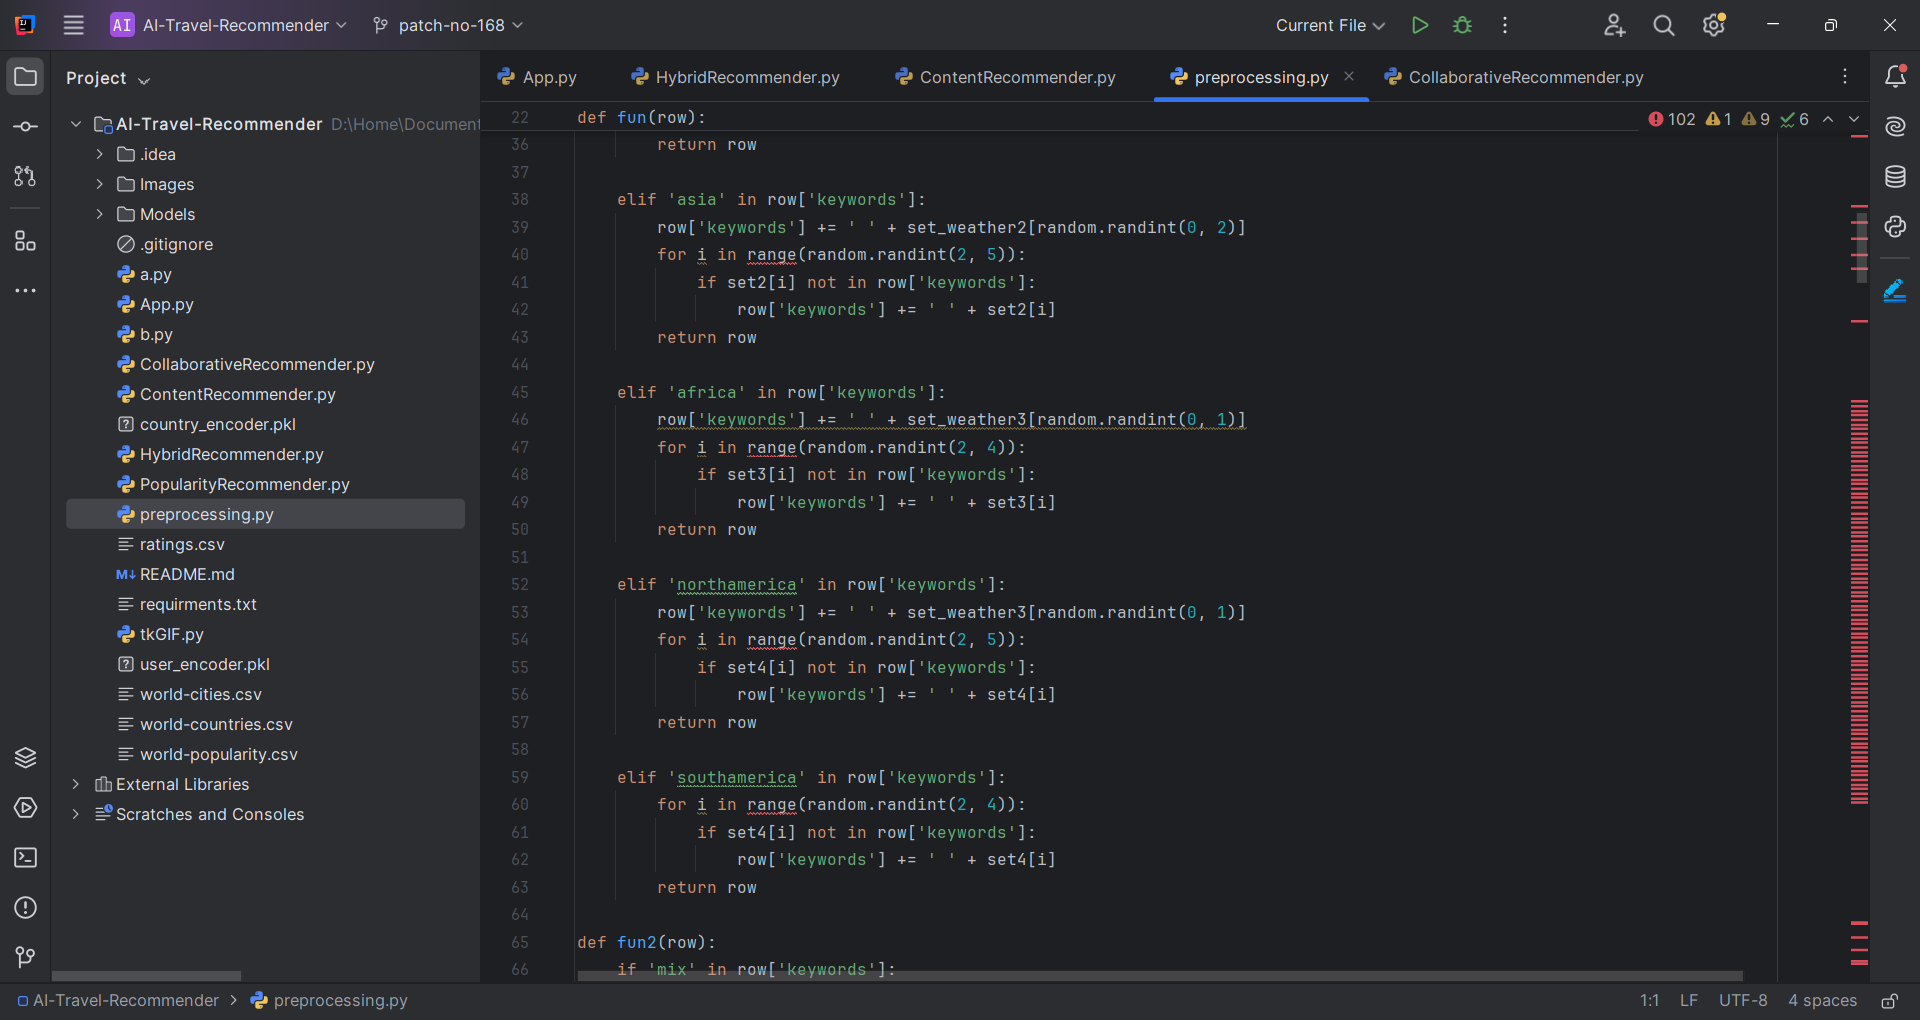 AI AI-Travel-Recommender patch-no-168 Current File
Project
App.py HybridRecommender.py ContentRecommender.py preprocessing.py CollaborativeRecommender.py
AI-Travel-Recommender D:\Home\Document
.idea
Images
Models
.gitignore
a.py
App.py
b.py
CollaborativeRecommender.py
ContentRecommender.py
country_encoder.pkl
HybridRecommender.py
PopularityRecommender.py
preprocessing.py
ratings.csv
README.md
requirments.txt
tkGIF.py
user_encoder.pkl
world-cities.csv
world-countries.csv
world-popularity.csv
External Libraries
Scratches and Consoles
22 def fun(row):
102 1 9 6
36 return row
37
38 elif 'asia' in row['keywords']:
39 row['keywords'] += ' ' + set_weather2[random.randint(0, 2)]
40 for i in range(random.randint(2, 5)):
41 if set2[i] not in row['keywords']:
42 row['keywords'] += ' ' + set2[i]
43 return row
44
45 elif 'africa' in row['keywords']:
46 row['keywords'] += ' ' + set_weather3[random.randint(0, 1)]
47 for i in range(random.randint(2, 4)):
48 if set3[i] not in row['keywords']:
49 row['keywords'] += ' ' + set3[i]
50 return row
51
52 elif 'northamerica' in row['keywords']:
53 row['keywords'] += ' ' + set_weather3[random.randint(0, 1)]
54 for i in range(random.randint(2, 5)):
55 if set4[i] not in row['keywords']:
56 row['keywords'] += ' ' + set4[i]
57 return row
58
59 elif 'southamerica' in row['keywords']:
60 for i in range(random.randint(2, 4)):
61 if set4[i] not in row['keywords']:
62 row['keywords'] += ' ' + set4[i]
63 return row
64
65 def fun2(row):
66 if 'mix' in row['keywords']:
AI-Travel-Recommender preprocessing.py
1:1 LF UTF-8 4 spaces